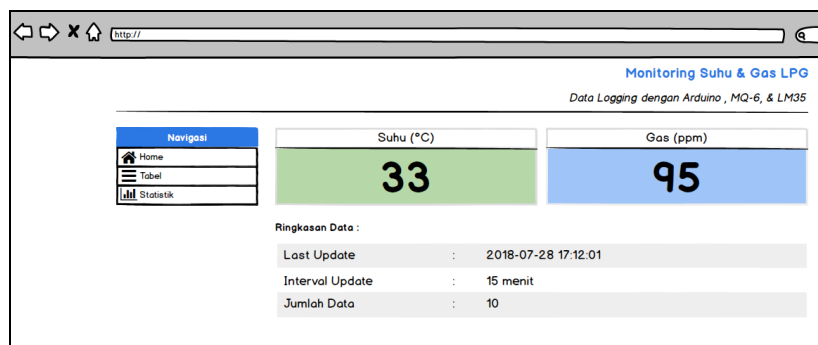 http://
Monitoring Suhu & Gas LPG
Data Logging dengan Arduino , MQ-6, & LM35
Navigasi
Home
Tabel
Statistik
Suhu (°C)
33
Gas (ppm)
95
Ringkasan Data :
Last Update : 2018-07-28 17:12:01
Interval Update : 15 menit
Jumlah Data : 10